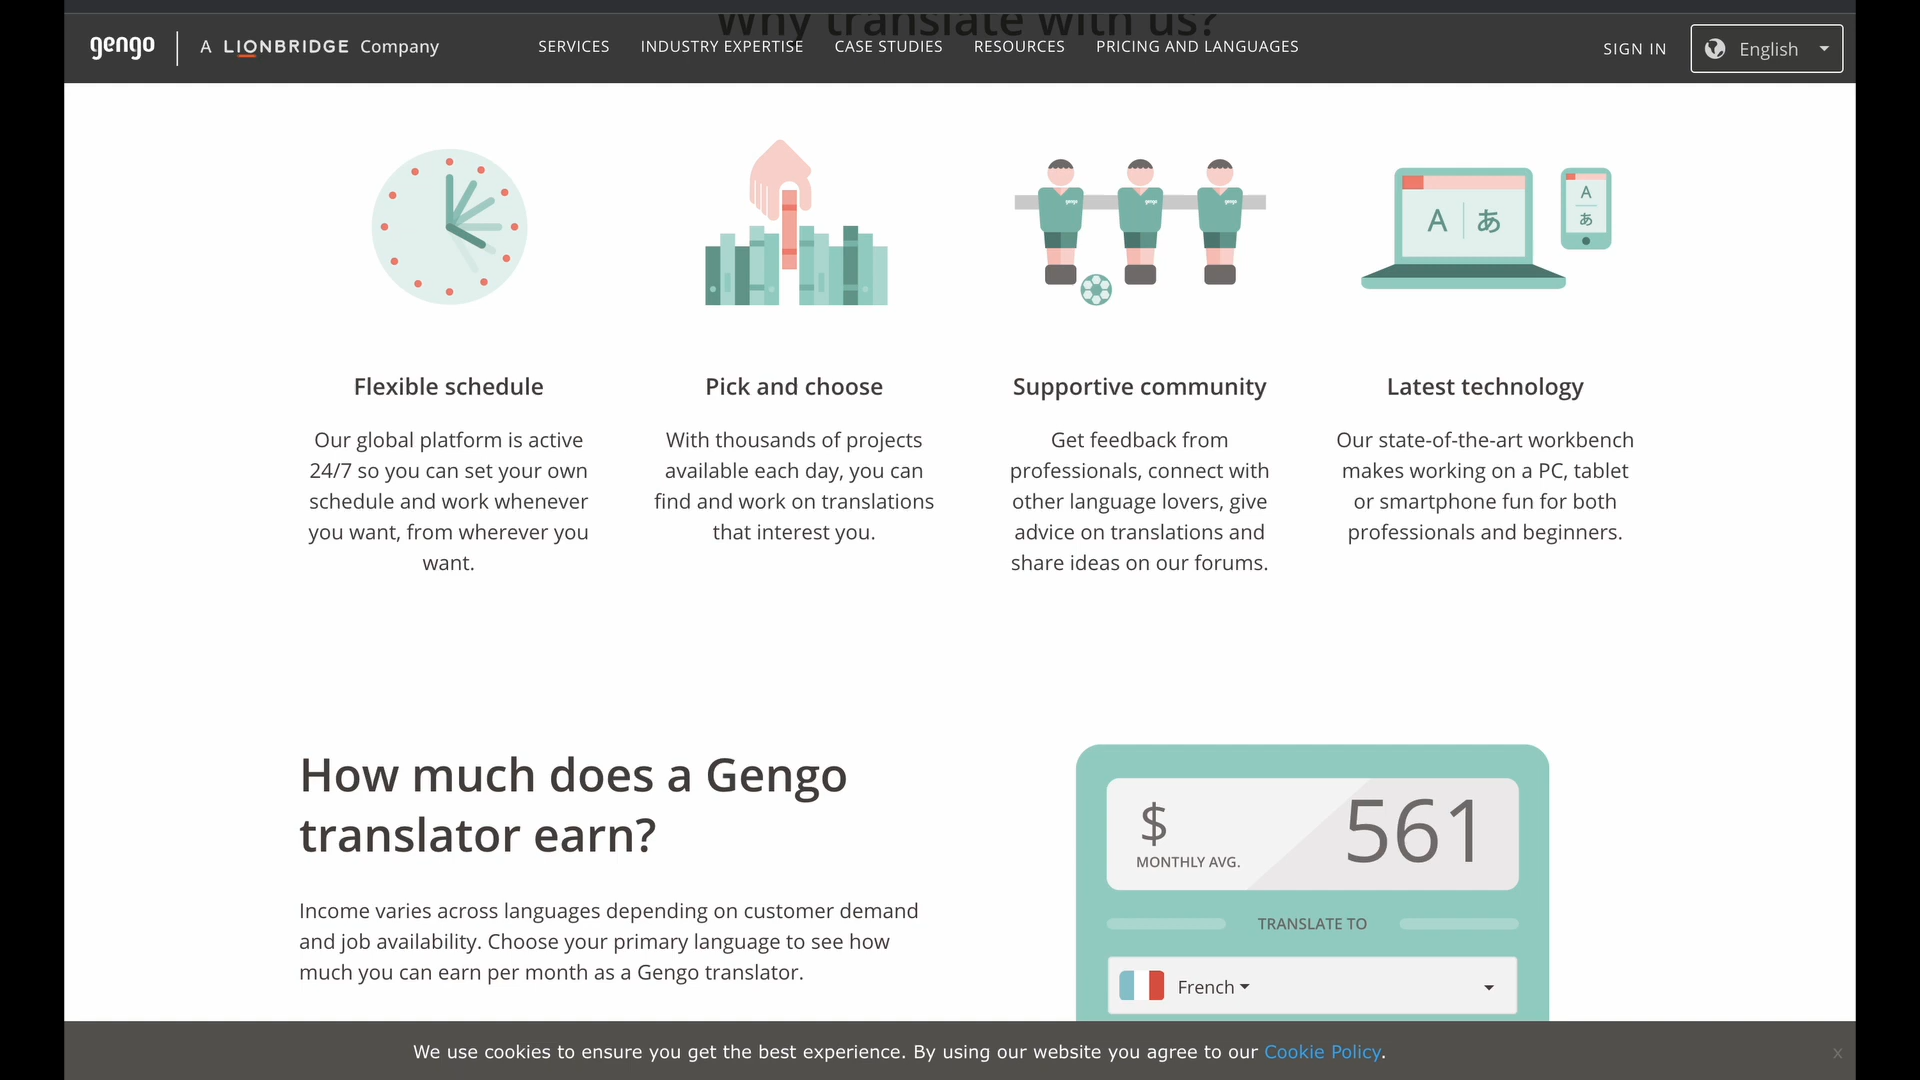 Why translate with us?
gengo | A LIONBRIDGE Company
SERVICES
INDUSTRY EXPERTISE
CASE STUDIES
RESOURCES
PRICING AND LANGUAGES
SIGN IN
English
A あ
A
あ
gengo
gengo
gengo
Flexible schedule
Our global platform is active
24/7 so you can set your own
schedule and work whenever
you want, from wherever you
want.
Pick and choose
With thousands of projects
available each day, you can
find and work on translations
that interest you.
Supportive community
Get feedback from
professionals, connect with
other language lovers, give
advice on translations and
share ideas on our forums.
Latest technology
Our state-of-the-art workbench
makes working on a PC, tablet
or smartphone fun for both
professionals and beginners.
How much does a Gengo
translator earn?
Income varies across languages depending on customer demand
and job availability. Choose your primary language to see how
much you can earn per month as a Gengo translator.
$ 561
MONTHLY AVG.
TRANSLATE TO
French
We use cookies to ensure you get the best experience. By using our website you agree to our Cookie Policy.
x